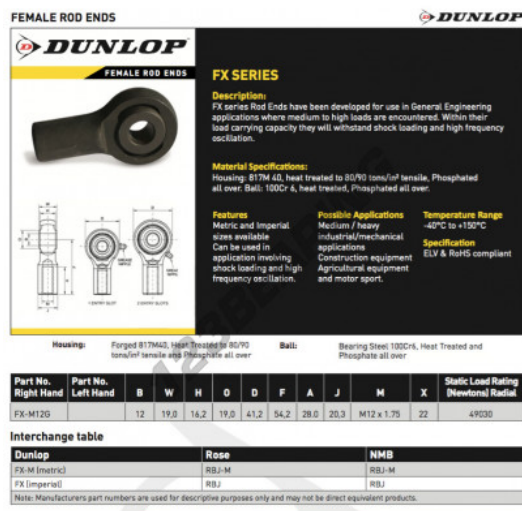 FEMALE ROD ENDS
DUNLOP
DUNLOP
FEMALE ROD ENDS
FX SERIES
Description:
FX series Rod Ends have been developed for use in General Engineering
applications where medium to high loads are encountered. Within their
load carrying capacity they will withstand shock loading and high frequency
oscillation.
Material Specifications:
Housing: 817M 40, heat treated to 80/90 tons/in² tensile, Phosphated
all over. Ball: 100Cr 6, heat treated, Phosphated all over.
Features
Metric and Imperial
sizes available
Can be used in
application involving
shock loading and high
frequency oscillation.
Possible Applications
Medium / heavy
industrial/mechanical
applications
Construction equipment
Agricultural equipment
and motor sport.
Temperature Range
-40°C to +150°C
Specification
ELV & RoHS compliant
1 ENTRY SLOT
2 ENTRY SLOTS
Housing: Forged 817M40, Heat Treated to 80/90
tons/in² tensile and Phosphate all over
Ball: Bearing Steel 100Cr6, Heat Treated and
Phosphate all over
Part No. Right Hand Part No. Left Hand B W H O D F A J M X Static Load Rating (Newtons) Radial
FX-M12G 12 19,0 16,2 19,0 41,2 54,2 28.0 20,3 M12 x 1.75 22 49030
Interchange table
Dunlop Rose NMB
FX-M (metric) RBJ-M RBJ-M
FX (imperial) RBJ RBJ
Note: Manufacturers part numbers are used for descriptive purposes only and may not be direct equivalent products.
123BEARING